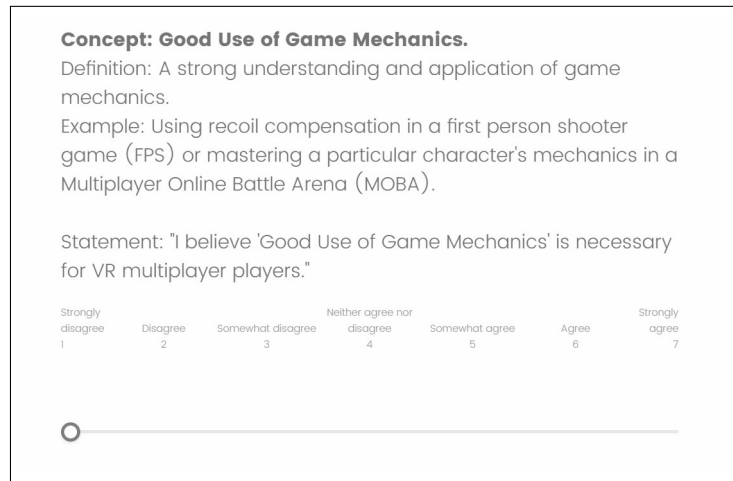 Concept: Good Use of Game Mechanics.
Definition: A strong understanding and application of game
mechanics.
Example: Using recoil compensation in a first person shooter
game (FPS) or mastering a particular character's mechanics in a
Multiplayer Online Battle Arena (MOBA).
Statement: "I believe 'Good Use of Game Mechanics' is necessary
for VR multiplayer players."
Strongly Neither agree nor Strongly
disagree Disagree Somewhat disagree disagree Somewhat agree Agree agree
1 2 3 4 5 6 7